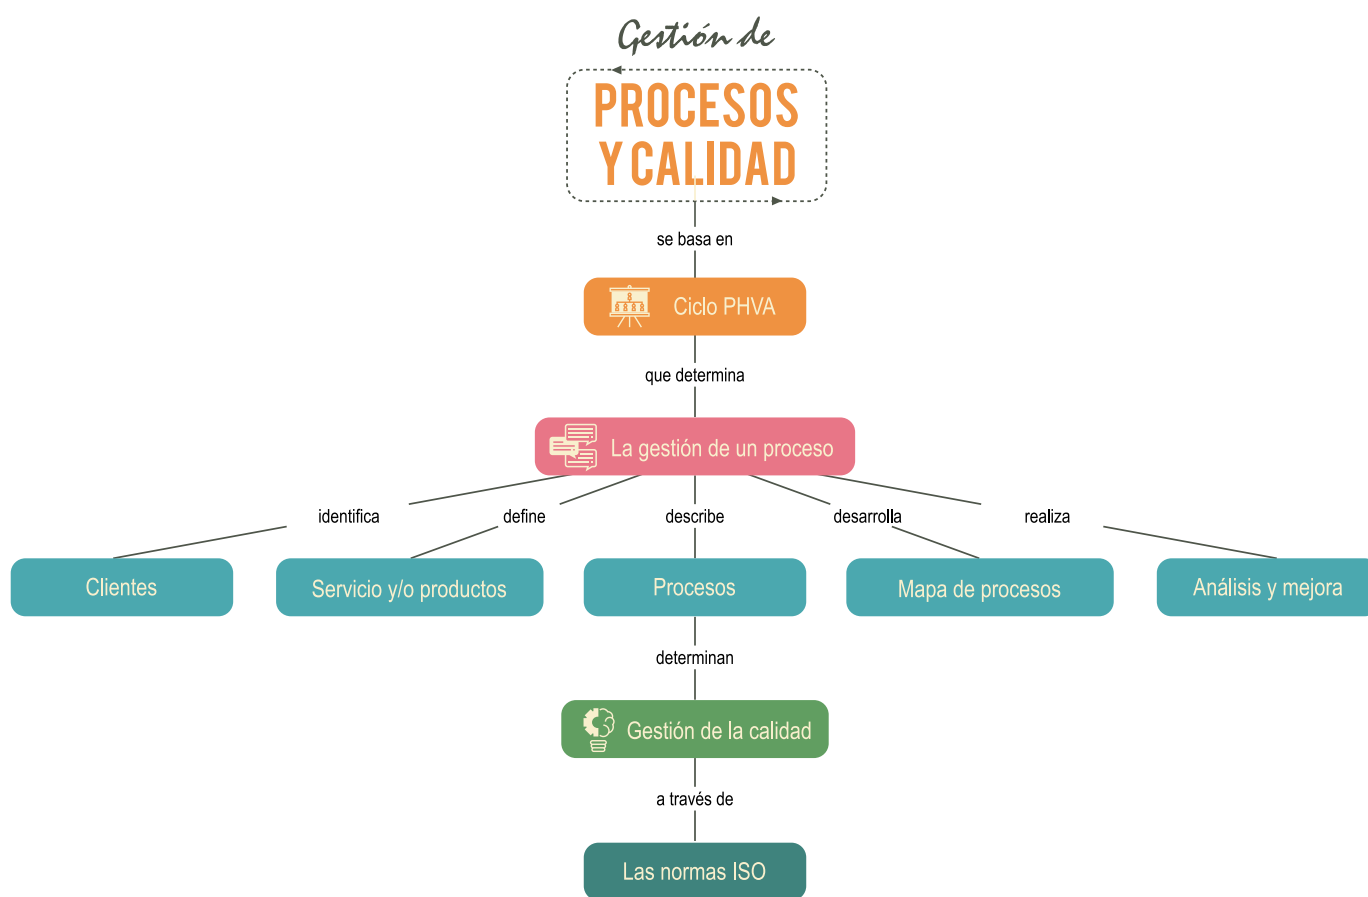 Gestión de
PROCESOS
Y CALIDAD
se basa en
Ciclo PHVA
que determina
La gestión de un proceso
identifica
define
describe
desarrolla
realiza
Clientes
Servicio y/o productos
Procesos
Mapa de procesos
Análisis y mejora
determinan
Gestión de la calidad
a través de
Las normas ISO